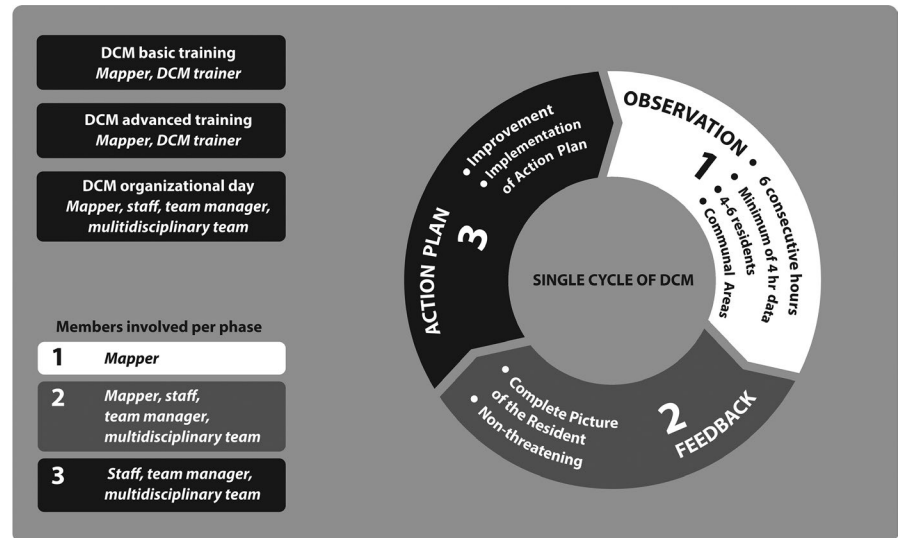 DCM basic training
Mapper, DCM trainer
DCM advanced training
Mapper, DCM trainer
DCM organizational day
Mapper, staff, team manager,
mulitidisciplinary team
Members involved per phase
1 Mapper
2 Mapper, staff,
team manager,
multidisciplinary team
3 Staff, team manager,
multidisciplinary team
SINGLE CYCLE OF DCM
OBSERVATION
1
• 6 consecutive hours
• Minimum of 4 hr data
• 4-6 residents
• Communal Areas
FEEDBACK
2
• Complete Picture
of the Resident
• Non-threatening
ACTION PLAN
3
• Improvement
• Implementation
of Action Plan